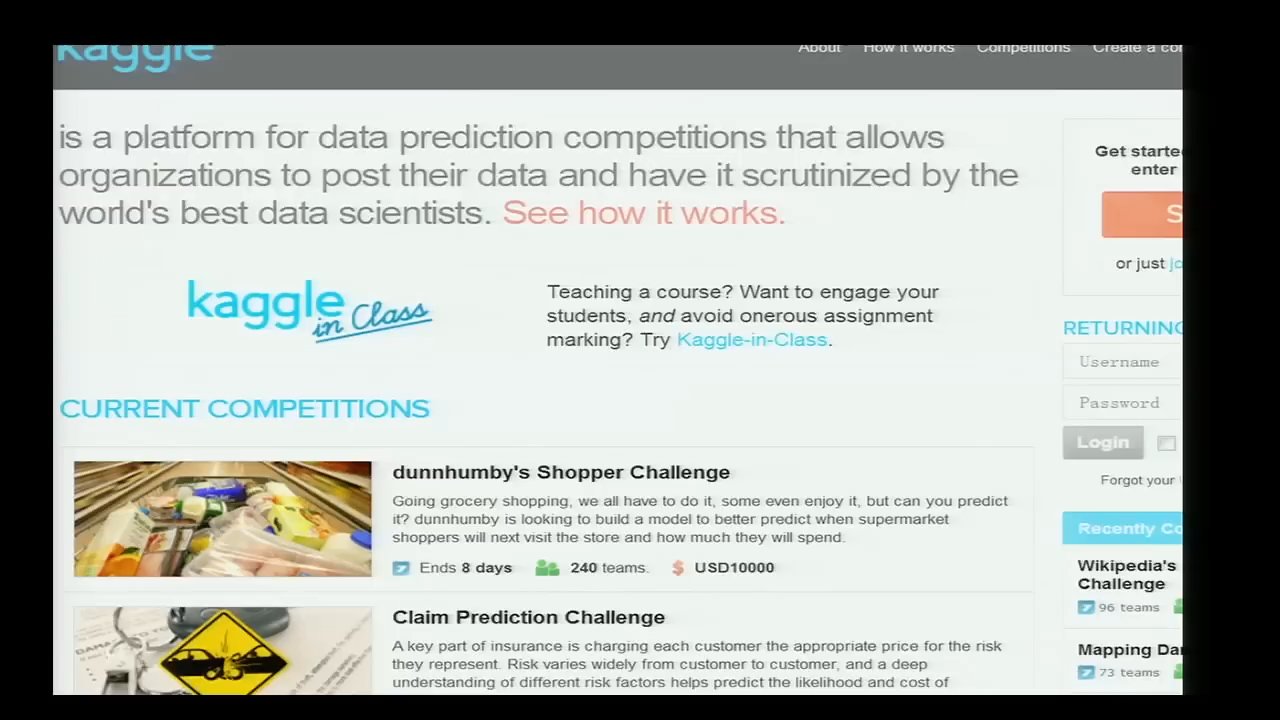 kaggle
About How it works Competitions Create a
is a platform for data prediction competitions that allows
organizations to post their data and have it scrutinized by the
world's best data scientists. See how it works.
kaggle in Class
Teaching a course? Want to engage your
students, and avoid onerous assignment
marking? Try Kaggle-in-Class.
CURRENT COMPETITIONS
dunnhumby's Shopper Challenge
Going grocery shopping, we all have to do it, some even enjoy it, but can you predict
it? dunnhumby is looking to build a model to better predict when supermarket
shoppers will next visit the store and how much they will spend.
Ends 8 days 240 teams. $ USD10000
Claim Prediction Challenge
A key part of insurance is charging each customer the appropriate price for the risk
they represent. Risk varies widely from customer to customer, and a deep
understanding of different risk factors helps predict the likelihood and cost of
Get starte
enter
S
or just jo
RETURNING
Username
Password
Login
Forgot your
Recently Co
Wikipedia's
Challenge
96 teams
Mapping Dar
73 teams